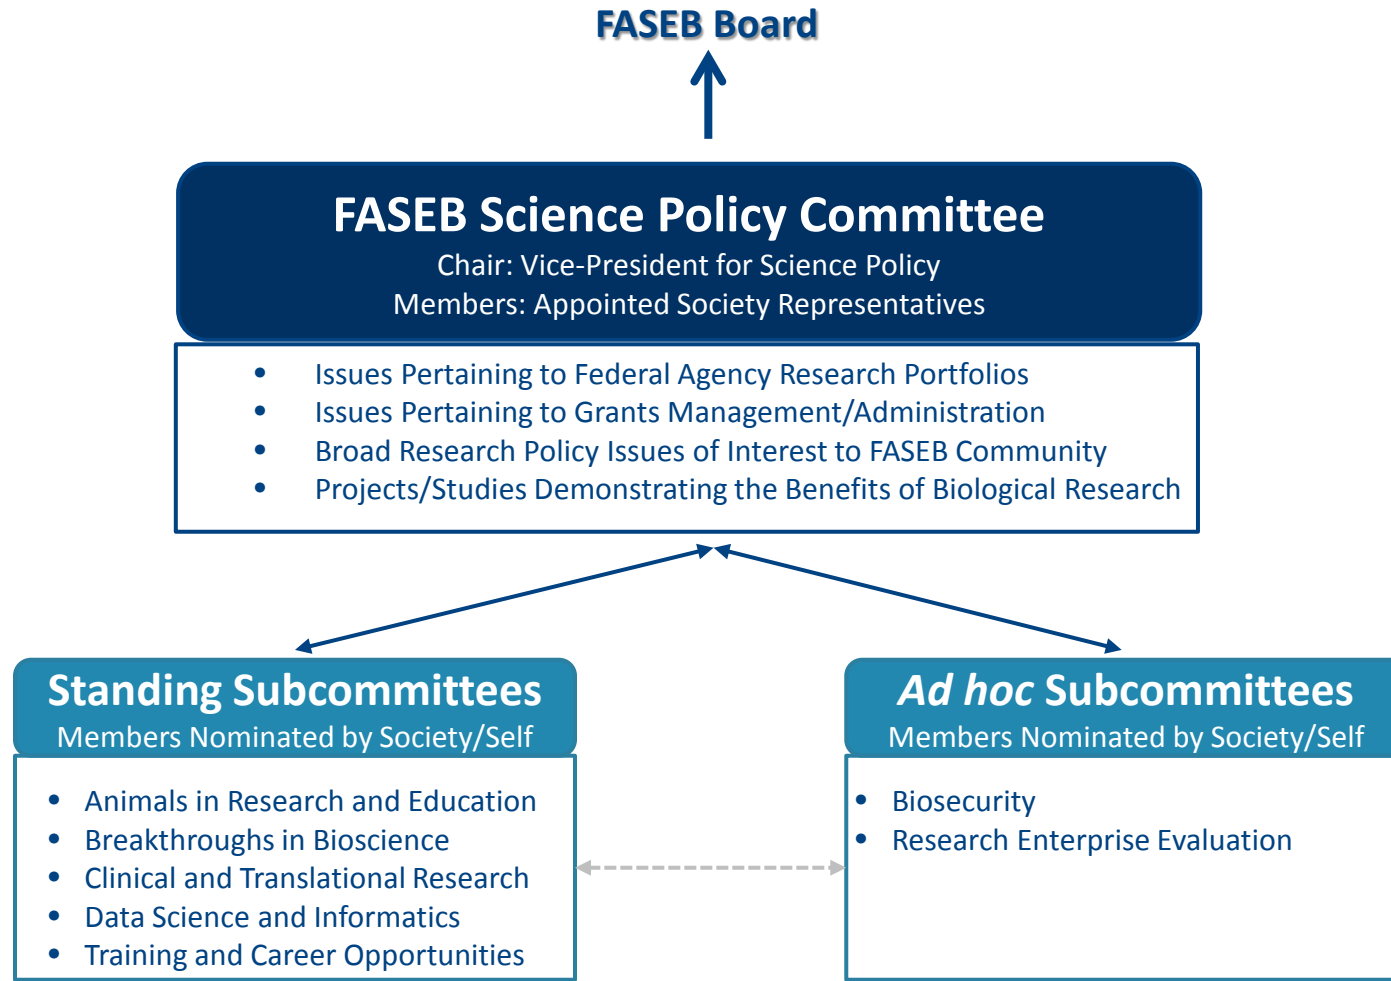 FASEB Board
FASEB Science Policy Committee
Chair: Vice-President for Science Policy
Members: Appointed Society Representatives
• Issues Pertaining to Federal Agency Research Portfolios
• Issues Pertaining to Grants Management/Administration
• Broad Research Policy Issues of Interest to FASEB Community
• Projects/Studies Demonstrating the Benefits of Biological Research
Standing Subcommittees
Members Nominated by Society/Self
• Animals in Research and Education
• Breakthroughs in Bioscience
• Clinical and Translational Research
• Data Science and Informatics
• Training and Career Opportunities
Ad hoc Subcommittees
Members Nominated by Society/Self
• Biosecurity
• Research Enterprise Evaluation